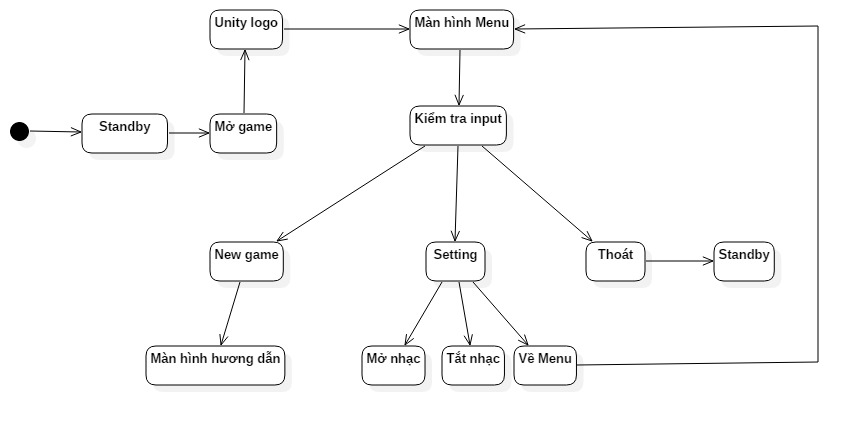 Unity logo
Màn hình Menu
Standby
Mở game
Kiểm tra input
New game
Setting
Thoát
Standby
Màn hình hương dẫn
Mở nhạc
Tắt nhạc
Về Menu